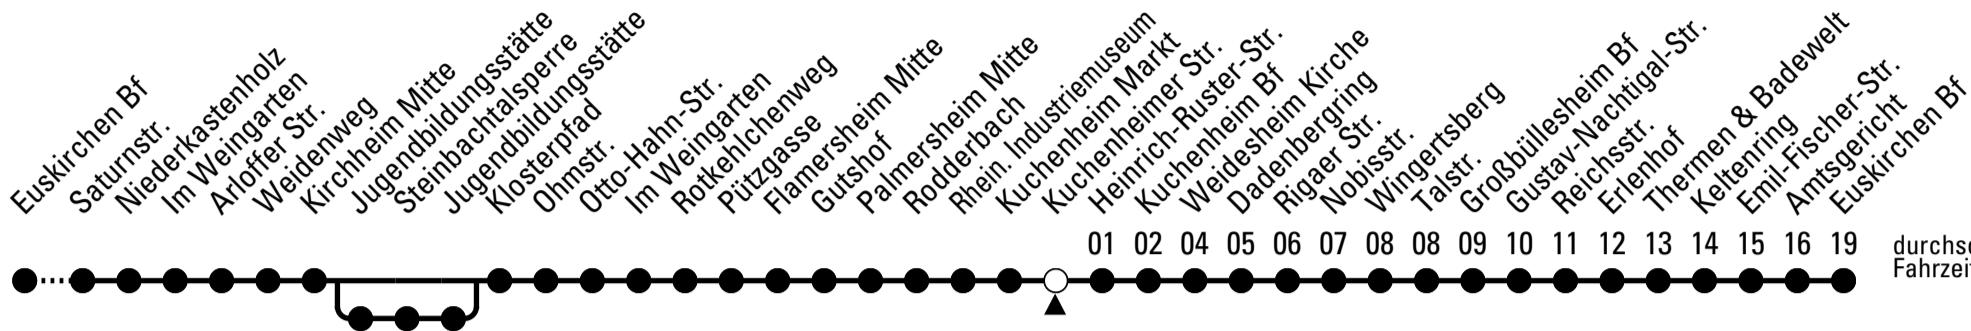 Euskirchen Bf
Saturnstr.
Niederkastenholz
Im Weingarten
Arloffer Str.
Weidenweg
Kirchheim Mitte
Jugendbildungsstätte
Steinbachtalsperre
Jugendbildungsstätte
Klosterpfad
Ohmstr.
Otto-Hahn-Str.
Im Weingarten
Rotkehlchenweg
Pützgasse
Flamersheim Mitte
Gutshof
Palmersheim Mitte
Rodderbach
Rhein. Industriemuseum
Kuchenheim Markt
Kuchenheimer Str.
Heinrich-Ruster-Str.
Kuchenheim Bf
Weidesheim Kirche
Dadenbergring
Rigaer Str.
Nobisstr.
Wingertsberg
Talstr.
Großbüllesheim Bf
Gustav-Nachtigal-Str.
Reichsstr.
Erlenhof
Thermen & Badewelt
Keltenring
Emil-Fischer-Str.
Amtsgericht
Euskirchen Bf
01 02 04 05 06 07 08 08 09 10 11 12 13 14 15 16 19